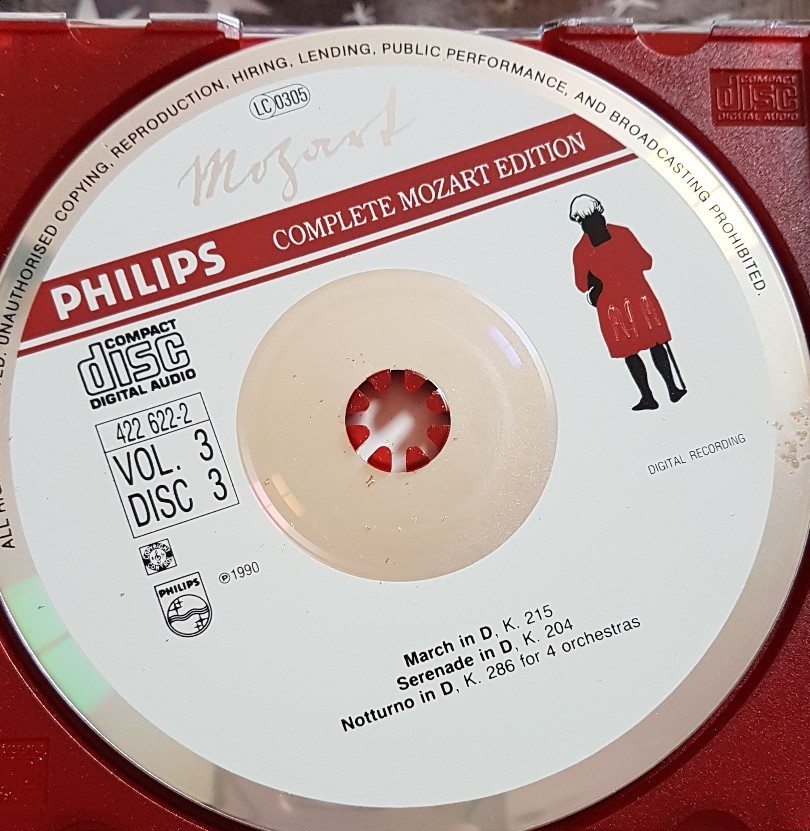 ALL RI
TED. UNAUTHORISED COPYING, REPRODUCTION, HIRING, LENDING, PUBLIC PERFORMANCE, AND BROADCASTING PROHIBITED.
LC 0305
Mozart
PHILIPS COMPLETE MOZART EDITION
COMPACT
disc
DIGITAL AUDIO
COMPACT
disc
DIGITAL AUDIO
422 622-2
VOL. 3
DISC 3
DIGITAL RECORDING
PHILIPS
℗1990
March in D, K. 215
Serenade in D, K. 204
Notturno in D, K. 286 for 4 orchestras